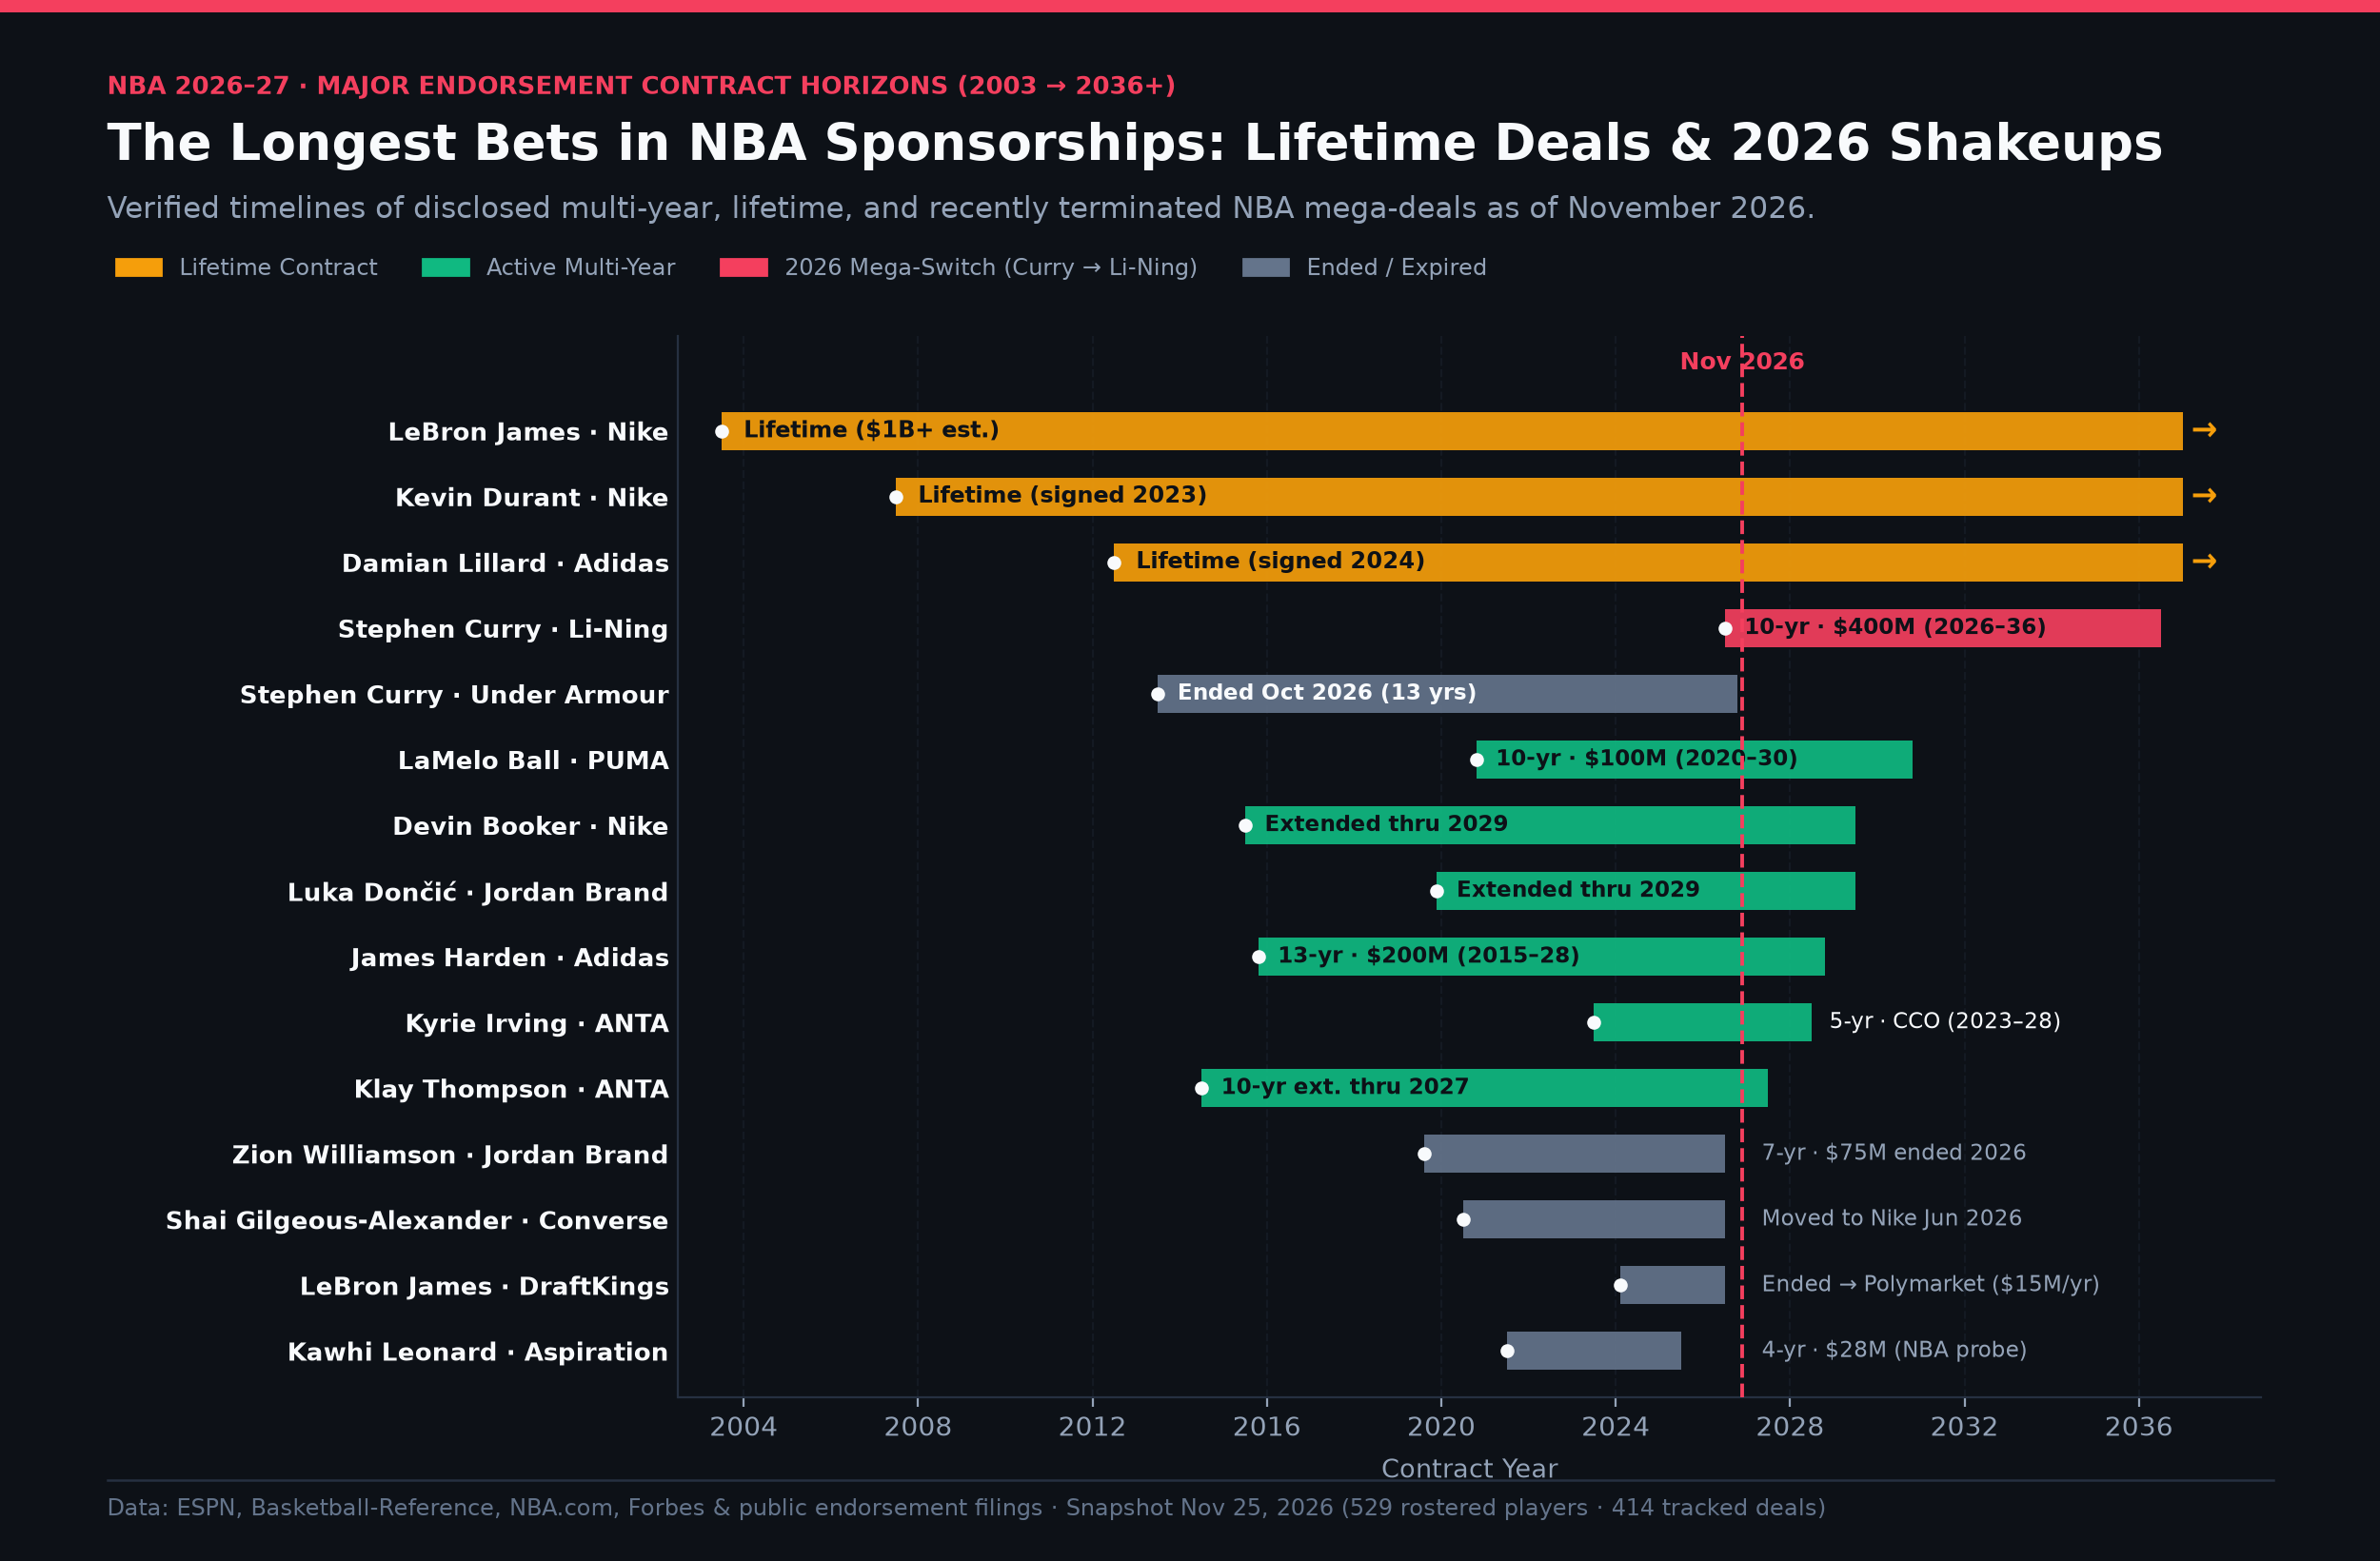 NBA 2026–27 · MAJOR ENDORSEMENT CONTRACT HORIZONS (2003 → 2036+)
The Longest Bets in NBA Sponsorships: Lifetime Deals & 2026 Shakeups
Verified timelines of disclosed multi-year, lifetime, and recently terminated NBA mega-deals as of November 2026.
Lifetime Contract Active Multi-Year 2026 Mega-Switch (Curry → Li-Ning) Ended / Expired
Nov 2026
LeBron James · Nike Lifetime ($1B+ est.) →
Kevin Durant · Nike Lifetime (signed 2023) →
Damian Lillard · Adidas Lifetime (signed 2024) →
Stephen Curry · Li-Ning 10-yr · $400M (2026–36)
Stephen Curry · Under Armour Ended Oct 2026 (13 yrs)
LaMelo Ball · PUMA 10-yr · $100M (2020–30)
Devin Booker · Nike Extended thru 2029
Luka Dončić · Jordan Brand Extended thru 2029
James Harden · Adidas 13-yr · $200M (2015–28)
Kyrie Irving · ANTA 5-yr · CCO (2023–28)
Klay Thompson · ANTA 10-yr ext. thru 2027
Zion Williamson · Jordan Brand 7-yr · $75M ended 2026
Shai Gilgeous-Alexander · Converse Moved to Nike Jun 2026
LeBron James · DraftKings Ended → Polymarket ($15M/yr)
Kawhi Leonard · Aspiration 4-yr · $28M (NBA probe)
2004 2008 2012 2016 2020 2024 2028 2032 2036
Contract Year
Data: ESPN, Basketball-Reference, NBA.com, Forbes & public endorsement filings · Snapshot Nov 25, 2026 (529 rostered players · 414 tracked deals)